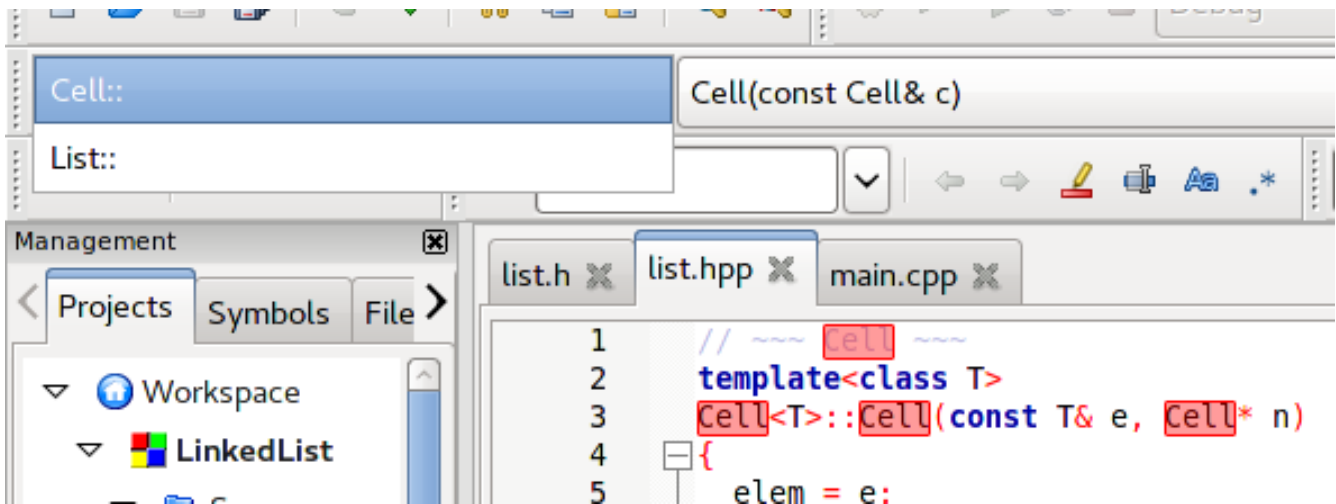 Debug
Cell::
Cell(const Cell& c)
List::
Management
Projects Symbols File
list.h list.hpp main.cpp
Workspace
LinkedList
1 // ~~~ Cell ~~~
2 template<class T>
3 Cell<T>::Cell(const T& e, Cell* n)
4 {
5 elem = e;